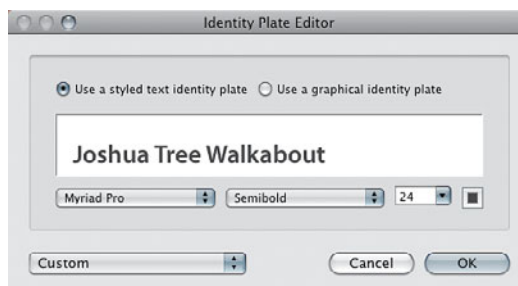 Identity Plate Editor
Use a styled text identity plate Use a graphical identity plate
Joshua Tree Walkabout
Myriad Pro Semibold 24
Custom Cancel OK